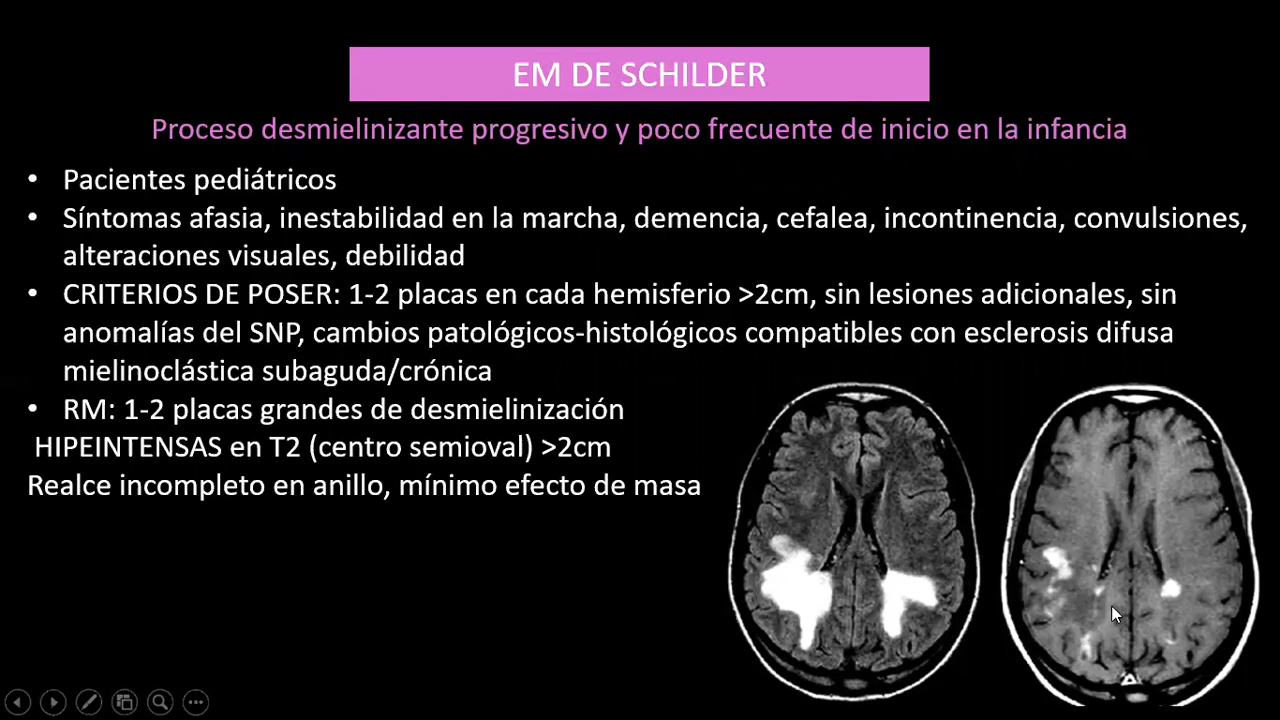 EM DE SCHILDER
Proceso desmielinizante progresivo y poco frecuente de inicio en la infancia
• Pacientes pediátricos
• Síntomas afasia, inestabilidad en la marcha, demencia, cefalea, incontinencia, convulsiones,
alteraciones visuales, debilidad
• CRITERIOS DE POSER: 1-2 placas en cada hemisferio >2cm, sin lesiones adicionales, sin
anomalías del SNP, cambios patológicos-histológicos compatibles con esclerosis difusa
mielinoclástica subaguda/crónica
• RM: 1-2 placas grandes de desmielinización
HIPEINTENSAS en T2 (centro semioval) >2cm
Realce incompleto en anillo, mínimo efecto de masa